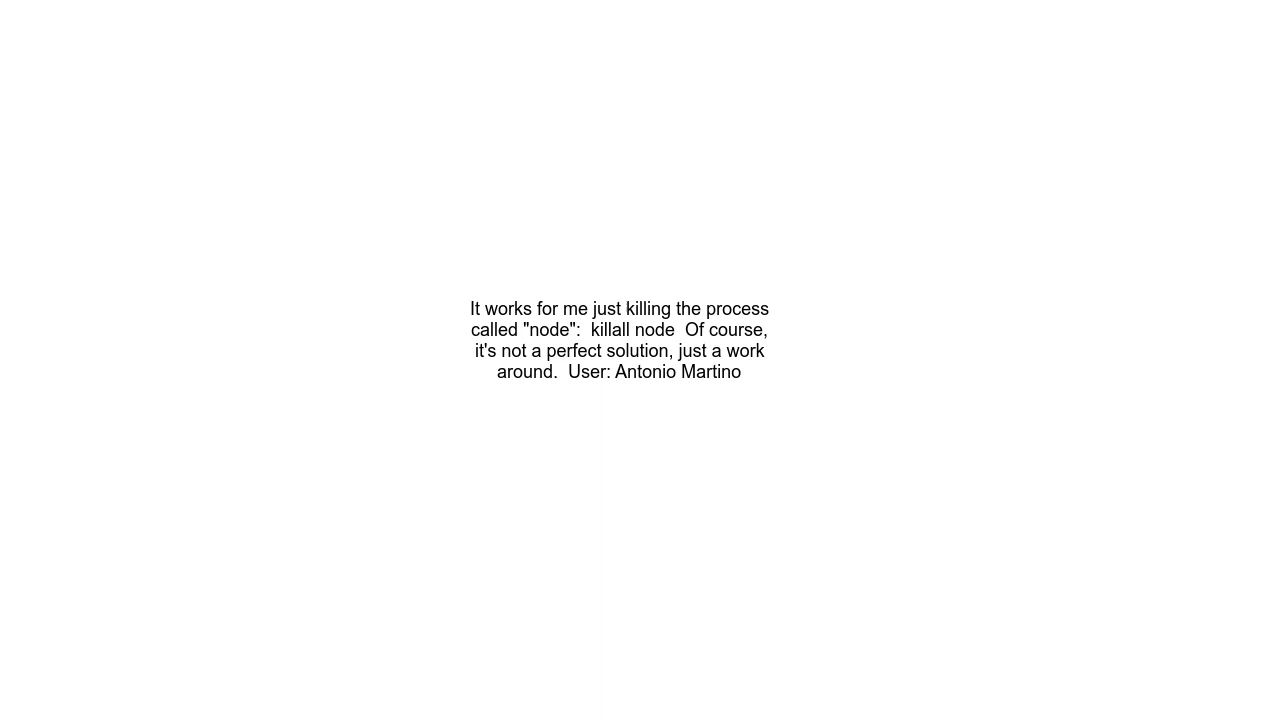 It works for me just killing the process
called "node":  killall node  Of course,
it's not a perfect solution, just a work
around.  User: Antonio Martino